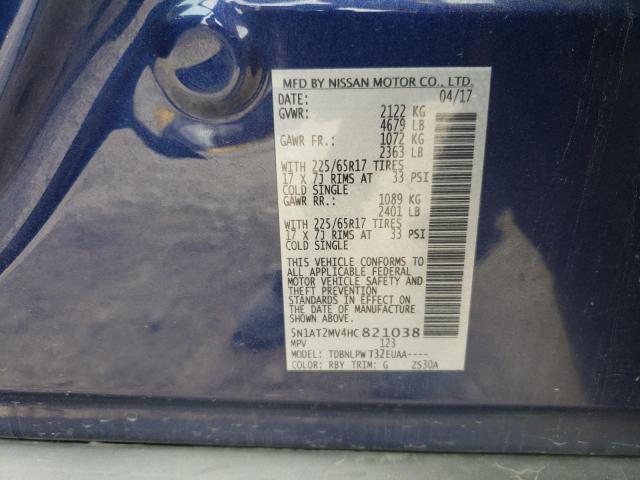 MFD BY NISSAN MOTOR CO., LTD.
DATE: 04/17
GVWR: 2122 KG
4679 LB
GAWR FR.: 1072 KG
2363 LB
WITH 225/65R17 TIRES
17 X 7J RIMS AT 33 PSI
COLD SINGLE
GAWR RR.: 1089 KG
2401 LB
WITH 225/65R17 TIRES
17 X 7J RIMS AT 33 PSI
COLD SINGLE
THIS VEHICLE CONFORMS TO
ALL APPLICABLE FEDERAL
MOTOR VEHICLE SAFETY AND
THEFT PREVENTION
STANDARDS IN EFFECT ON
DATE SHOWN ABOVE.
5N1AT2MV4HC821038
MPV 123
MODEL: TDBNLPW T32EUAA----
COLOR: RBY TRIM: G ZS30A